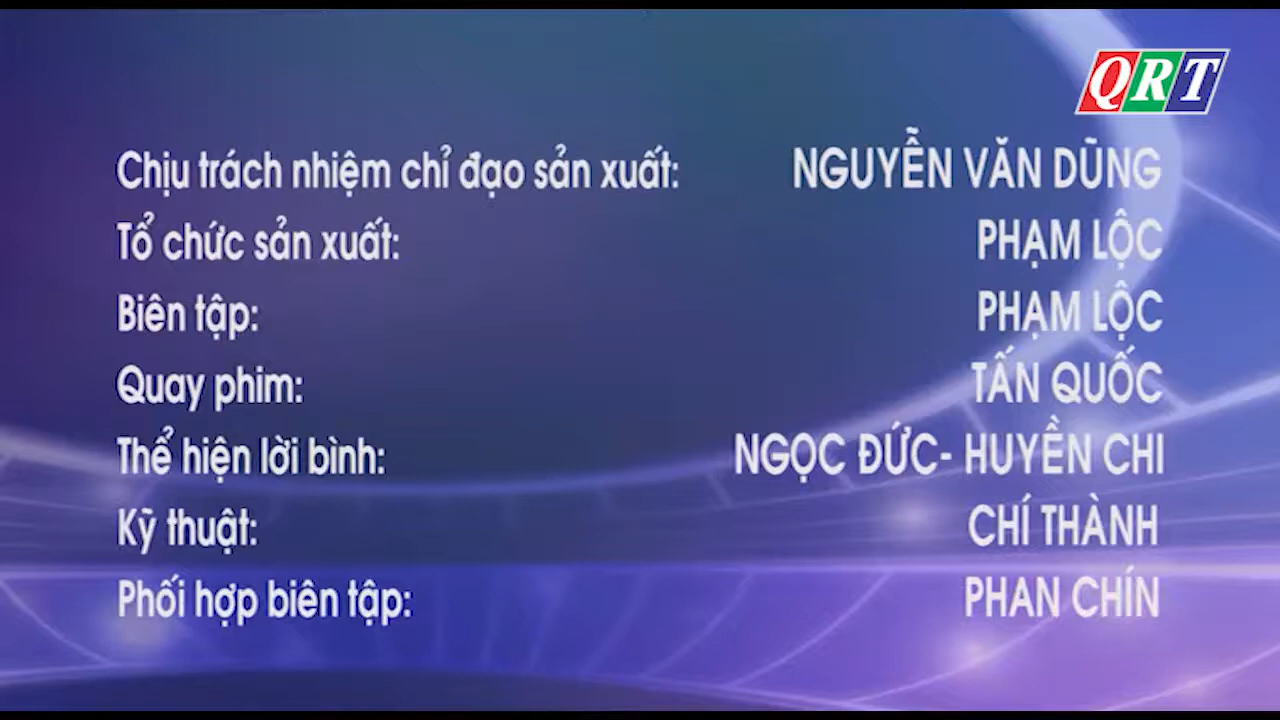 QRT
Chịu trách nhiệm chỉ đạo sản xuất: NGUYỄN VĂN DŨNG
Tổ chức sản xuất: PHẠM LỘC
Biên tập: PHẠM LỘC
Quay phim: TẤN QUỐC
Thể hiện lời bình: NGỌC ĐỨC- HUYỀN CHI
Kỹ thuật: CHÍ THÀNH
Phối hợp biên tập: PHAN CHÍN